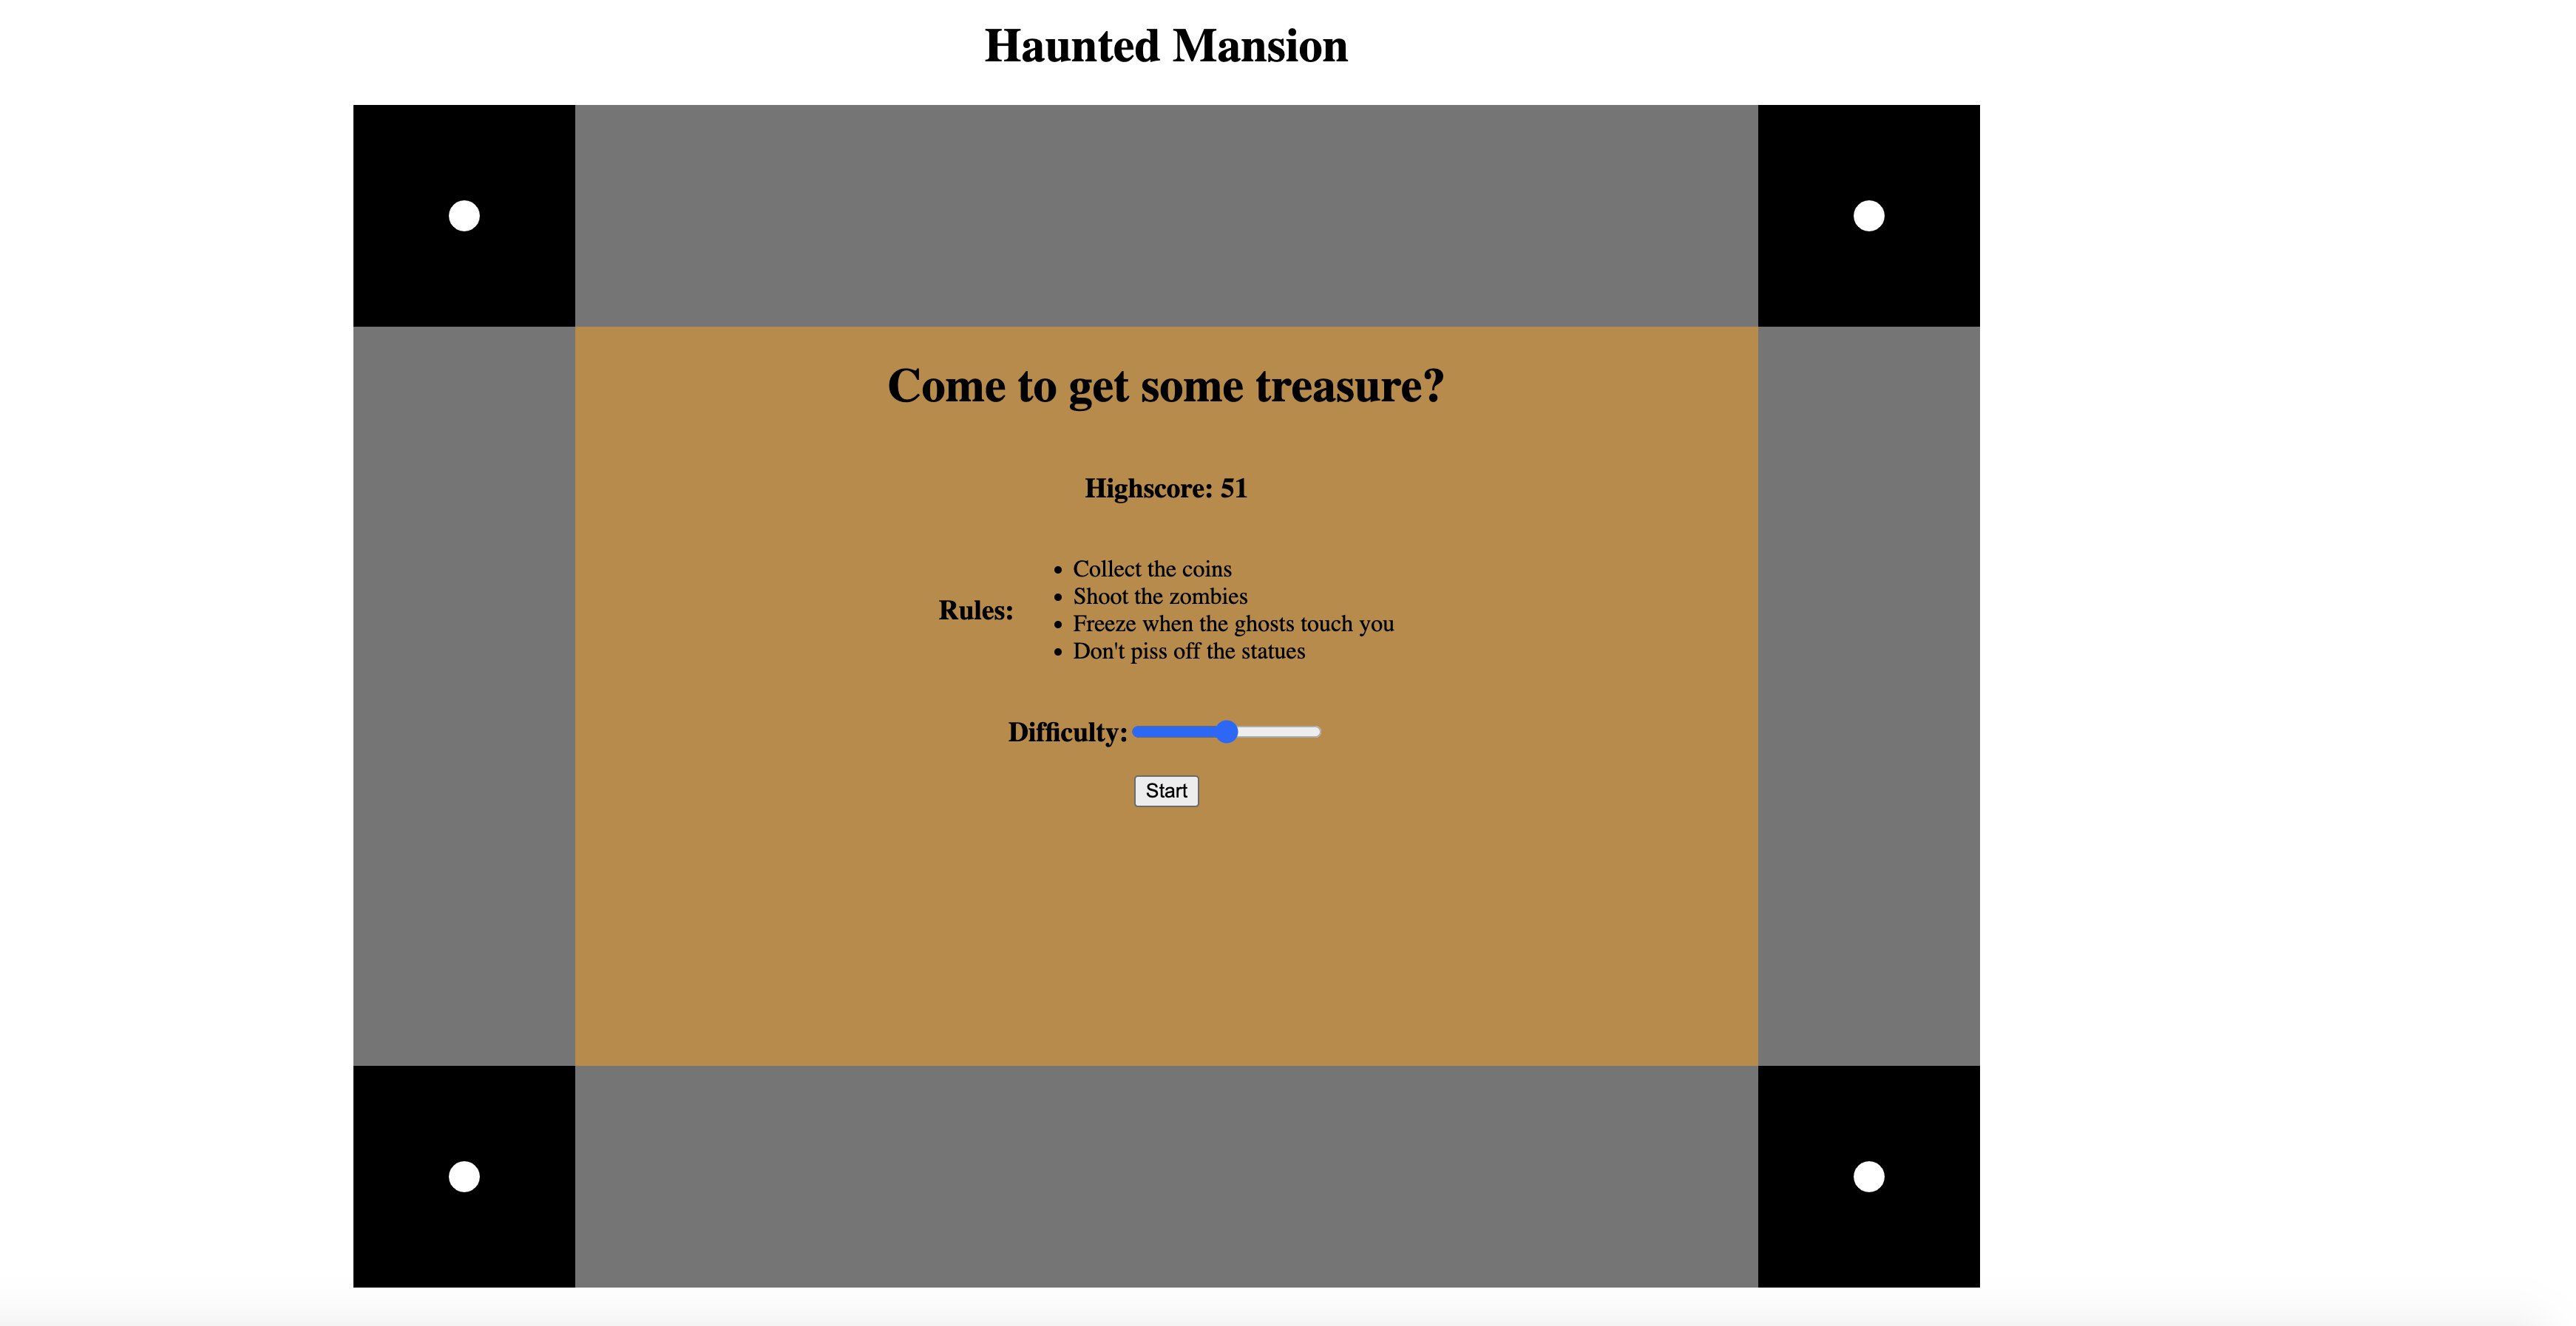 Haunted Mansion
Come to get some treasure?
Highscore: 51
Rules:
Collect the coins
Shoot the zombies
Freeze when the ghosts touch you
Don't piss off the statues
Difficulty:
Start